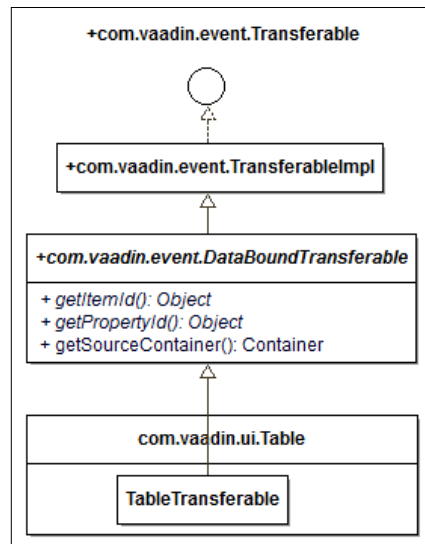 +com.vaadin.event.Transferable
+com.vaadin.event.TransferableImpl
+com.vaadin.event.DataBoundTransferable
+ getItemId(): Object
+ getPropertyId(): Object
+ getSourceContainer(): Container
com.vaadin.ui.Table
TableTransferable